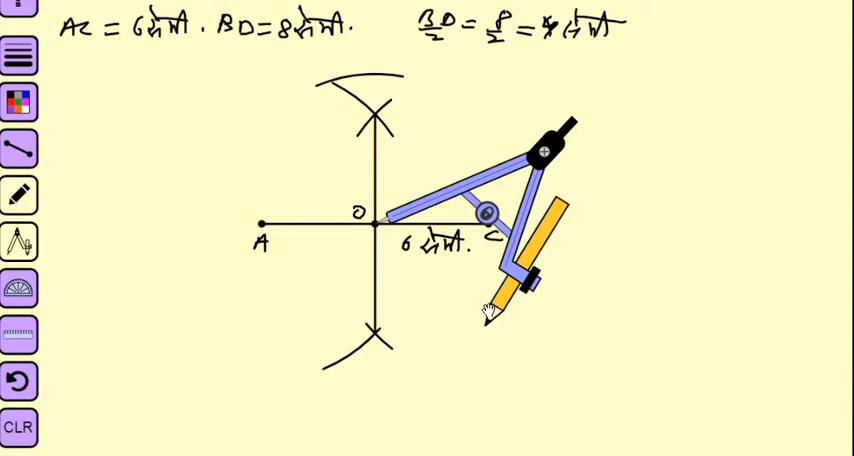 AC = 6 सेमी. BD = 8 सेमी. BD/2 = 8/2 = 4 सेमी
O
A
6 सेमी.
C
CLR